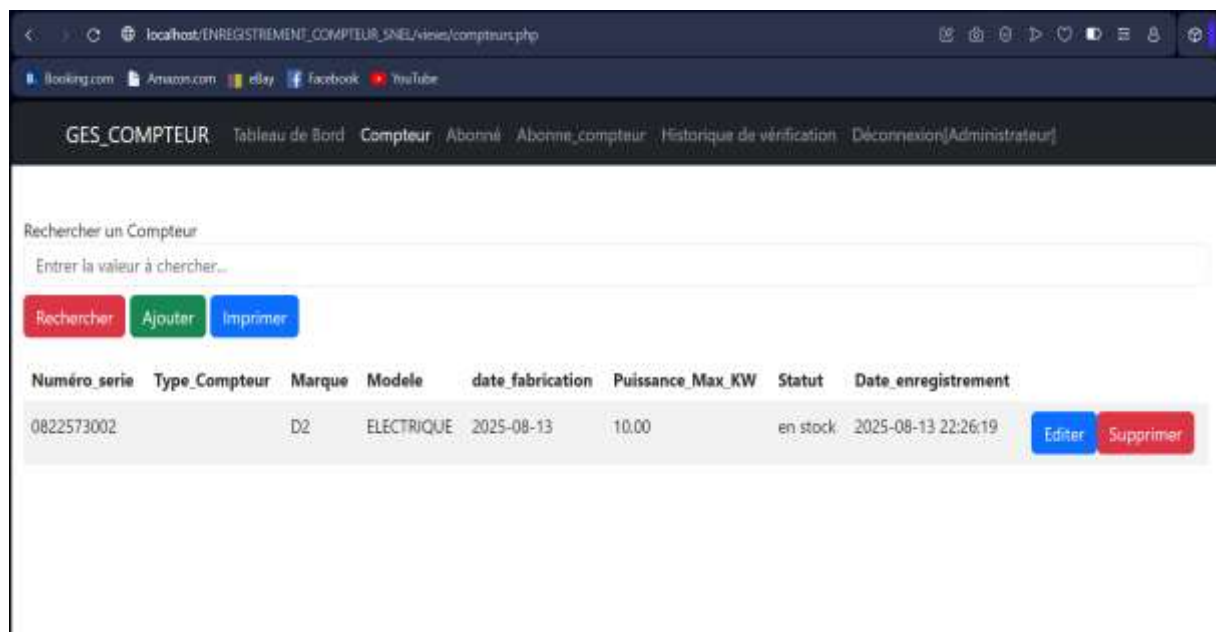 localhost/ENREGISTREMENT_COMPTEUR_SNEL/views/compteurs.php
B. Booking.com Amazon.com eBay Facebook YouTube
GES_COMPTEUR Tableau de Bord Compteur Abonné Abonne_compteur Historique de vérification Déconnexion[Administrateur]
Rechercher un Compteur
Entrer la valeur à chercher...
Rechercher Ajouter Imprimer
Numéro_serie Type_Compteur Marque Modele date_fabrication Puissance_Max_KW Statut Date_enregistrement
0822573002 D2 ELECTRIQUE 2025-08-13 10.00 en stock 2025-08-13 22:26:19 Editer Supprimer